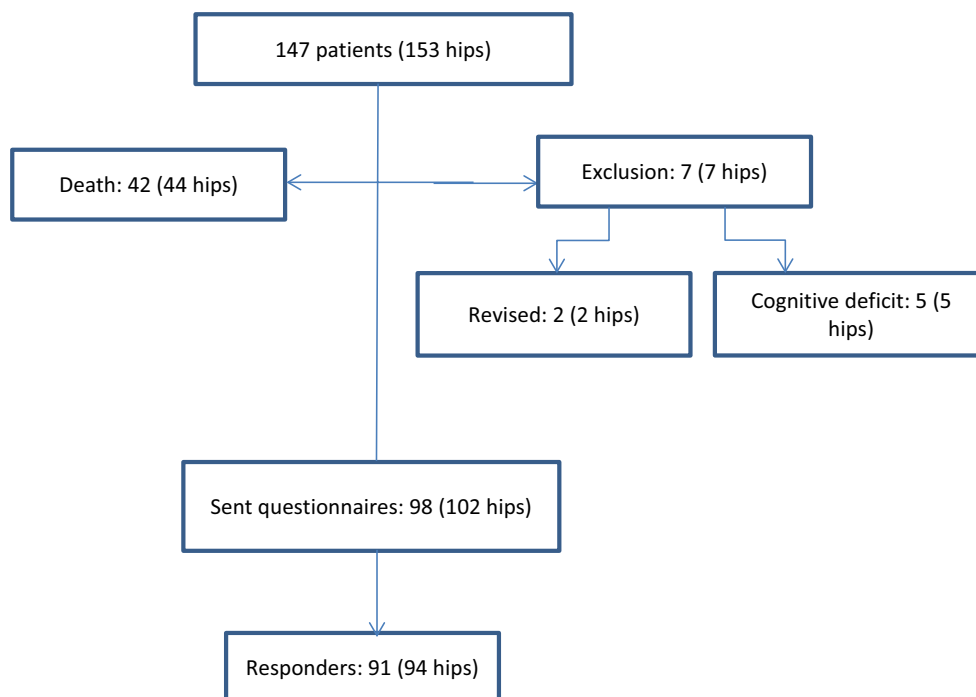 147 patients (153 hips)
Death: 42 (44 hips)
Exclusion: 7 (7 hips)
Revised: 2 (2 hips)
Cognitive deficit: 5 (5
hips)
Sent questionnaires: 98 (102 hips)
Responders: 91 (94 hips)